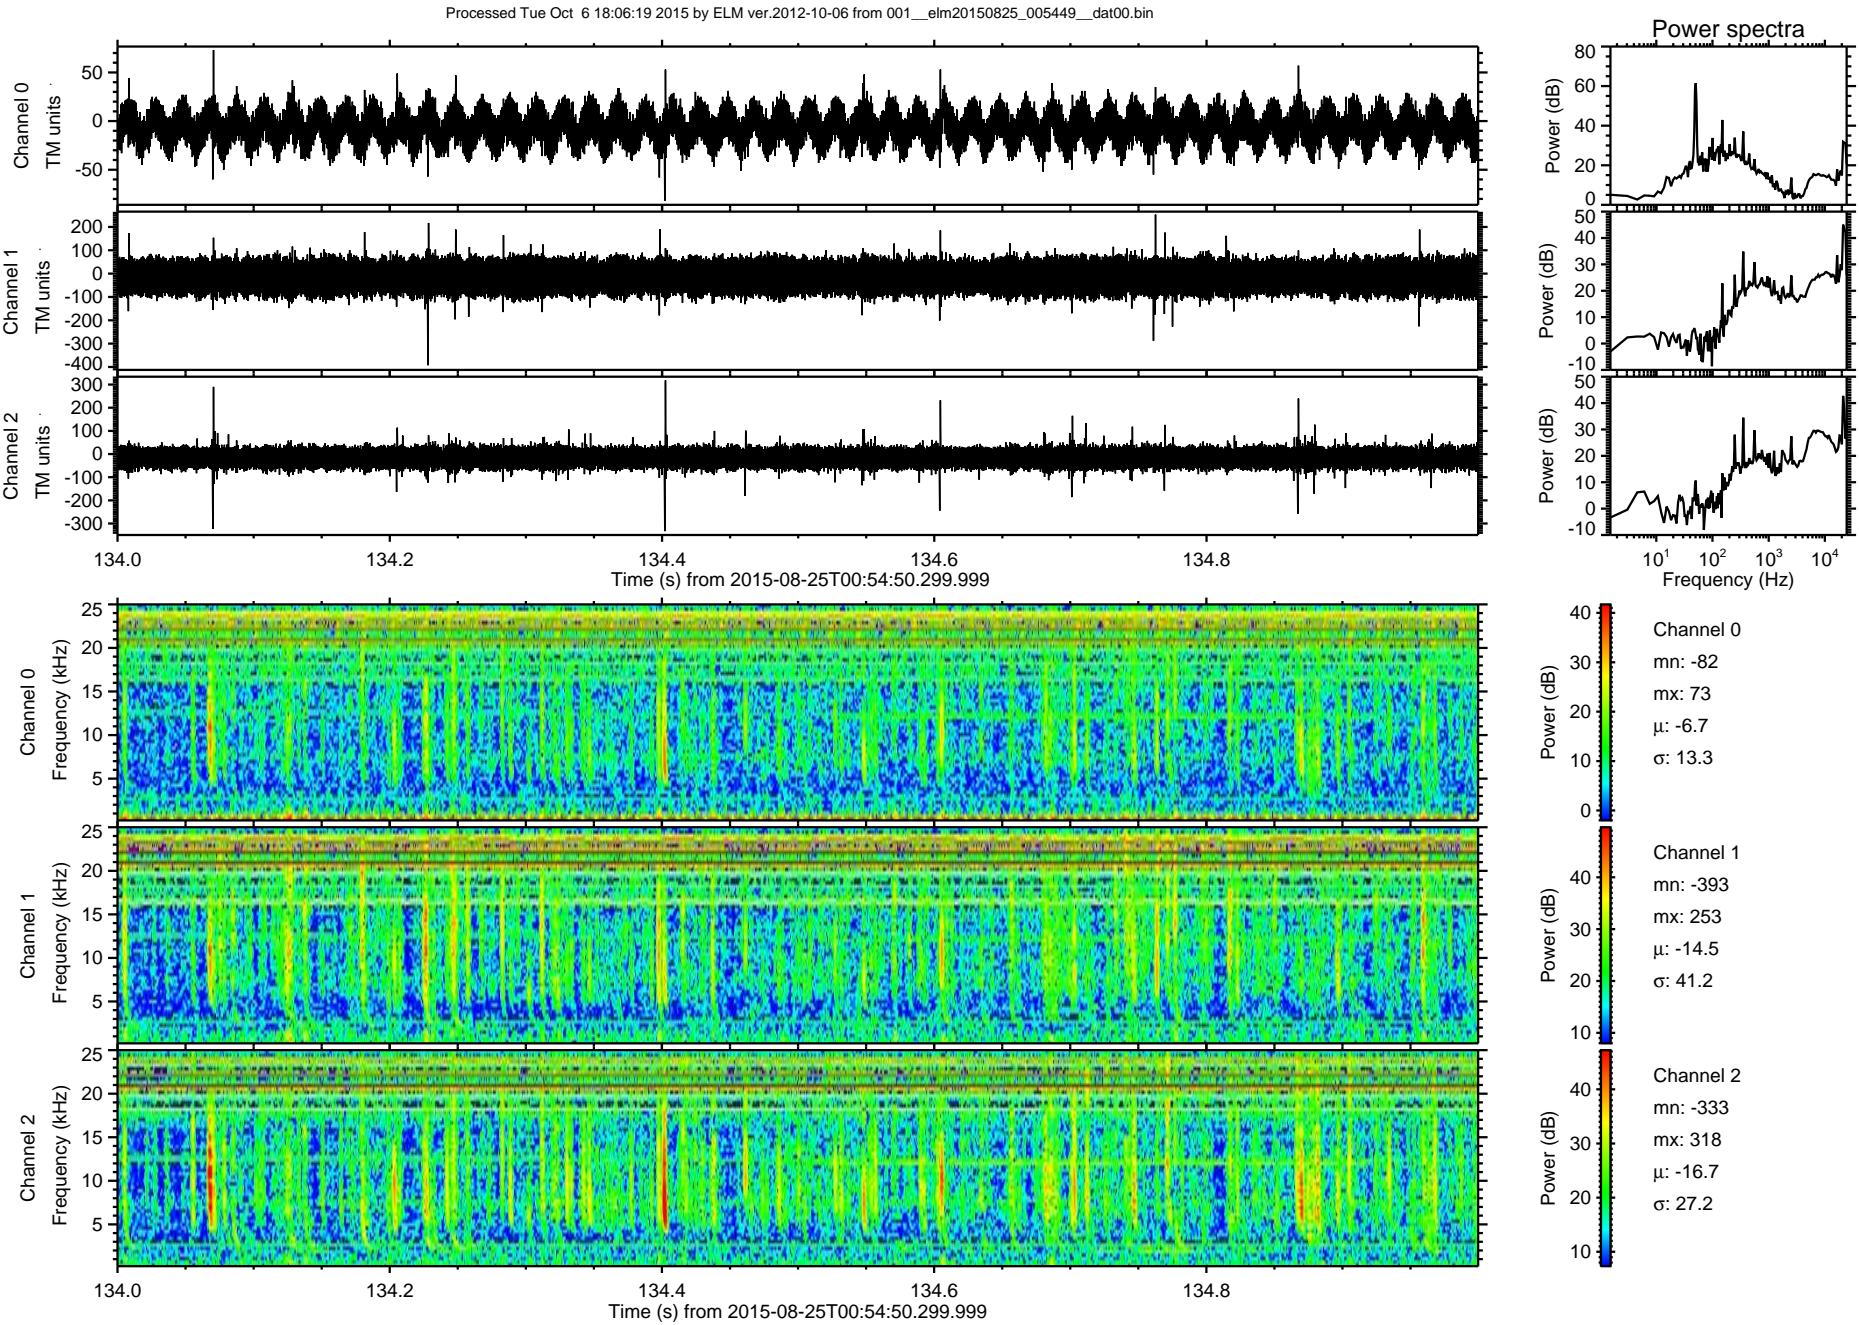 Processed Tue Oct 6 18:06:19 2015 by ELM ver.2012-10-06 from 001__elm20150825_005449__dat00.bin
Power spectra
Channel 0
TM units
50
0
-50
Power (dB)
80
60
40
20
0
Channel 1
TM units
200
100
0
-100
-200
-300
-400
Power (dB)
50
40
30
20
10
0
-10
Channel 2
TM units
300
200
100
0
-100
-200
-300
Power (dB)
50
40
30
20
10
0
-10
134.0 134.2 134.4 134.6 134.8
Time (s) from 2015-08-25T00:54:50.299.999
10¹ 10² 10³ 10⁴
Frequency (Hz)
Channel 0
Frequency (kHz)
25
20
15
10
5
Power (dB)
40
30
20
10
0
Channel 0
mn: -82
mx: 73
μ: -6.7
σ: 13.3
Channel 1
Frequency (kHz)
25
20
15
10
5
Power (dB)
40
30
20
10
Channel 1
mn: -393
mx: 253
μ: -14.5
σ: 41.2
Channel 2
Frequency (kHz)
25
20
15
10
5
Power (dB)
40
30
20
10
Channel 2
mn: -333
mx: 318
μ: -16.7
σ: 27.2
134.0 134.2 134.4 134.6 134.8
Time (s) from 2015-08-25T00:54:50.299.999